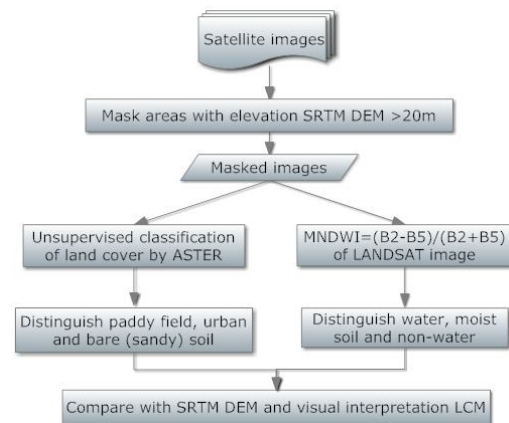 Satellite images
Mask areas with elevation SRTM DEM >20m
Masked images
Unsupervised classification
of land cover by ASTER
MNDWI=(B2-B5)/(B2+B5)
of LANDSAT image
Distinguish paddy field, urban
and bare (sandy) soil
Distinguish water, moist
soil and non-water
Compare with SRTM DEM and visual interpretation LCM